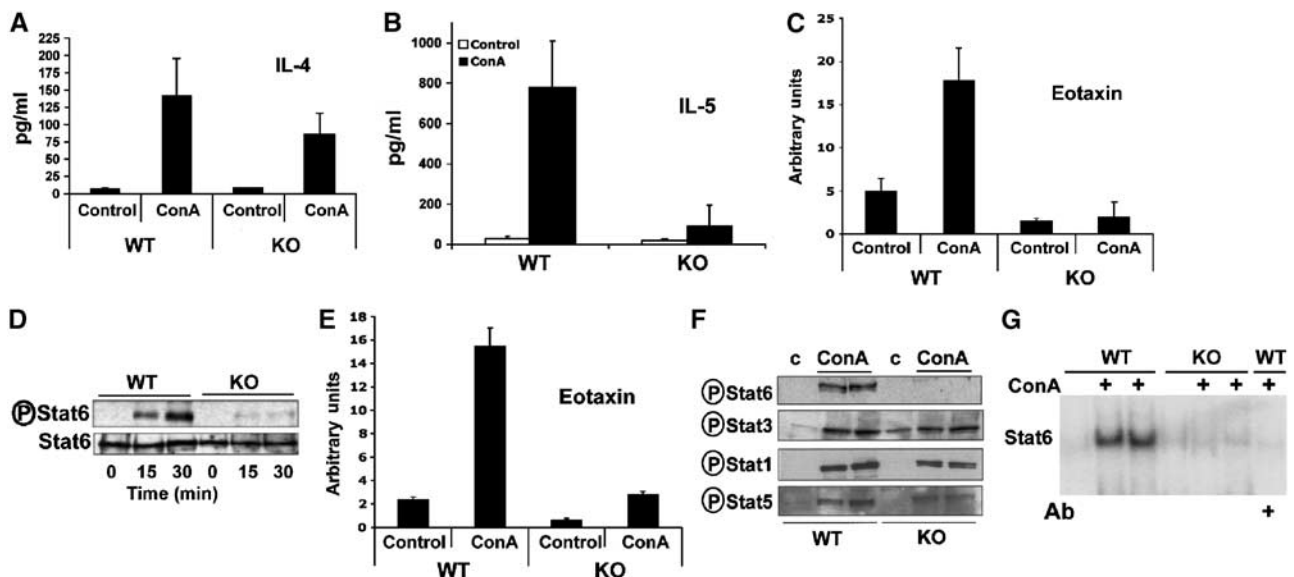 A
225
200
175
150
125
100
75
50
25
0
pg/ml
IL-4
Control ConA Control ConA
WT KO
B
1000
800
600
400
200
0
pg/ml
Control
ConA
IL-5
WT KO
C
25
20
15
10
5
0
Arbitrary units
Eotaxin
Control ConA Control ConA
WT KO
D
WT KO
P Stat6
Stat6
0 15 30 0 15 30
Time (min)
E
18
16
14
12
10
8
6
4
2
0
Arbitrary units
Eotaxin
Control ConA Control ConA
WT KO
F
c ConA c ConA
P Stat6
P Stat3
P Stat1
P Stat5
WT KO
G
WT KO WT
ConA + + + + +
Stat6
Ab +